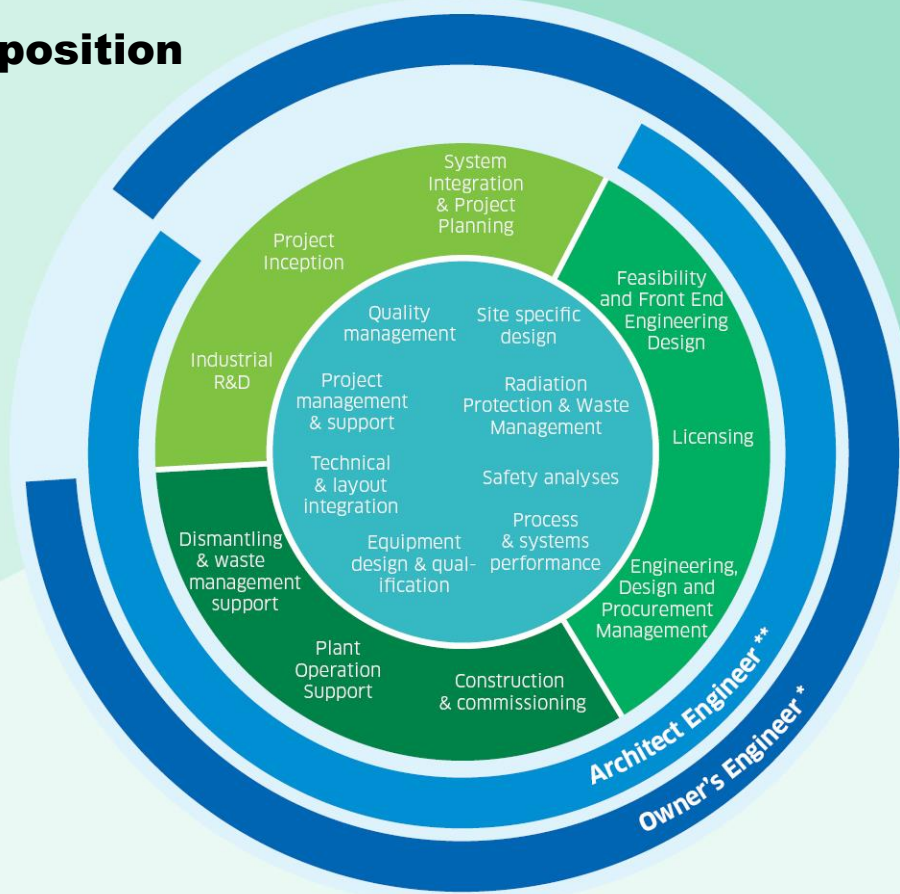 position
System
Integration
& Project
Planning
Project
Inception
Industrial
R&D
Feasibility
and Front End
Engineering
Design
Licensing
Engineering,
Design and
Procurement
Management
Construction
& commissioning
Plant
Operation
Support
Dismantling
& waste
management
support
Quality
management
Site specific
design
Project
management
& support
Radiation
Protection & Waste
Management
Technical
& layout
integration
Safety analyses
Equipment
design & qual-
ification
Process
& systems
performance
Architect Engineer**
Owner's Engineer*